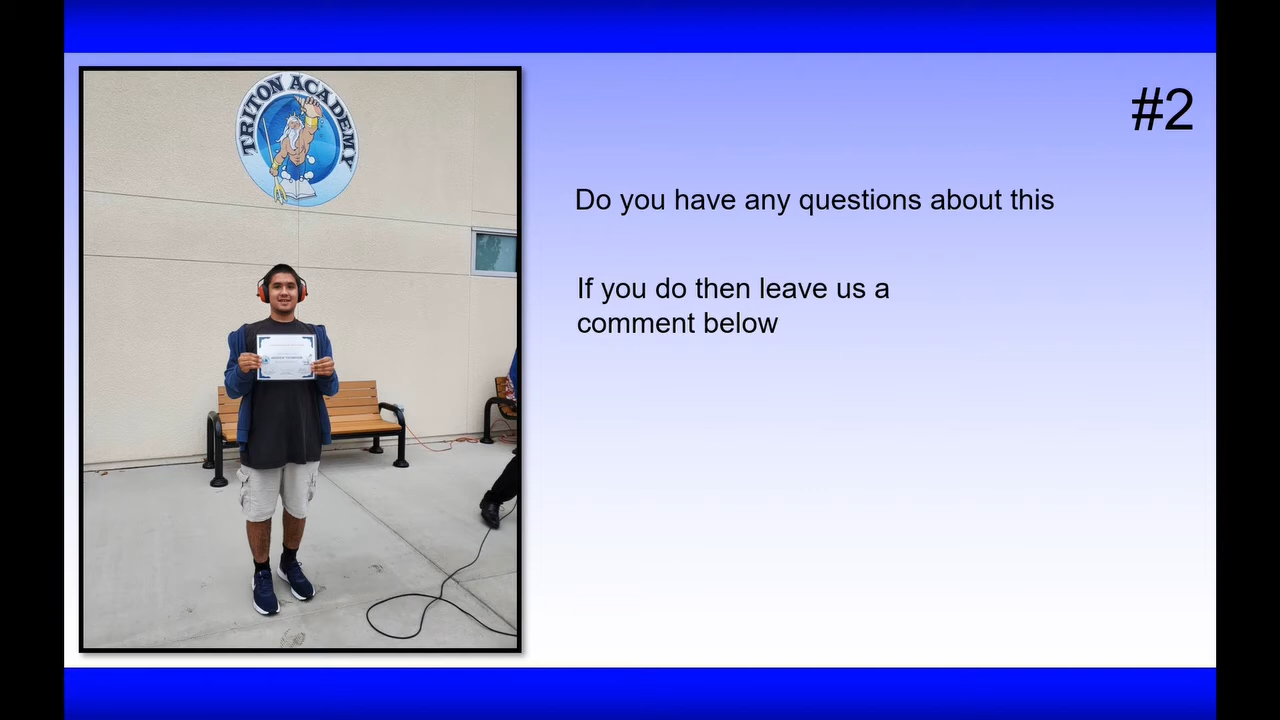 TRITON ACADEMY
#2
Do you have any questions about this
If you do then leave us a
comment below